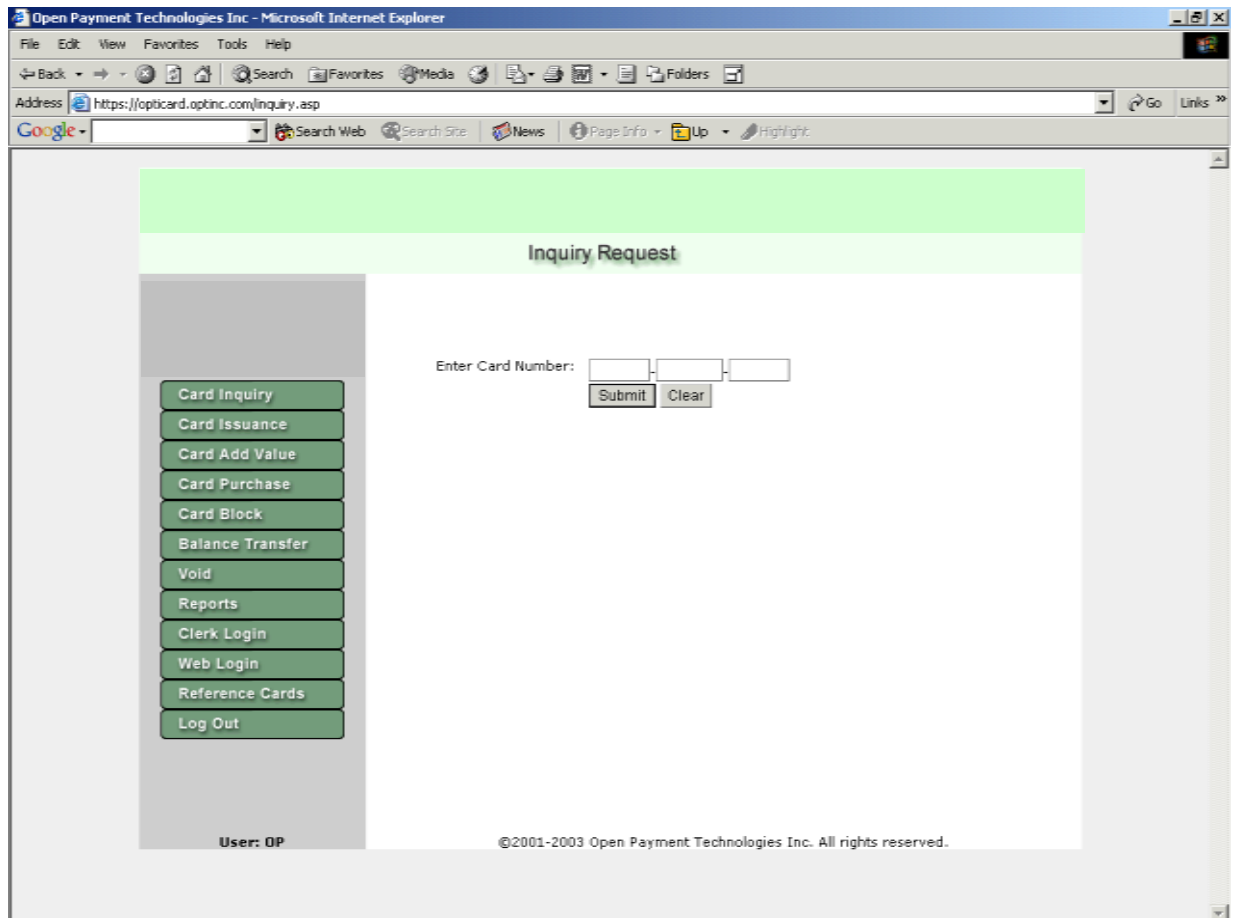 Open Payment Technologies Inc - Microsoft Internet Explorer
File Edit View Favorites Tools Help
Back Search Favorites Media Folders
Address https://opticard.optinc.com/inquiry.asp Go Links »
Google Search Web Search Site News Page Info Up Highlight
Inquiry Request
Enter Card Number: - -
Submit Clear
Card Inquiry
Card Issuance
Card Add Value
Card Purchase
Card Block
Balance Transfer
Void
Reports
Clerk Login
Web Login
Reference Cards
Log Out
User: OP
©2001-2003 Open Payment Technologies Inc. All rights reserved.